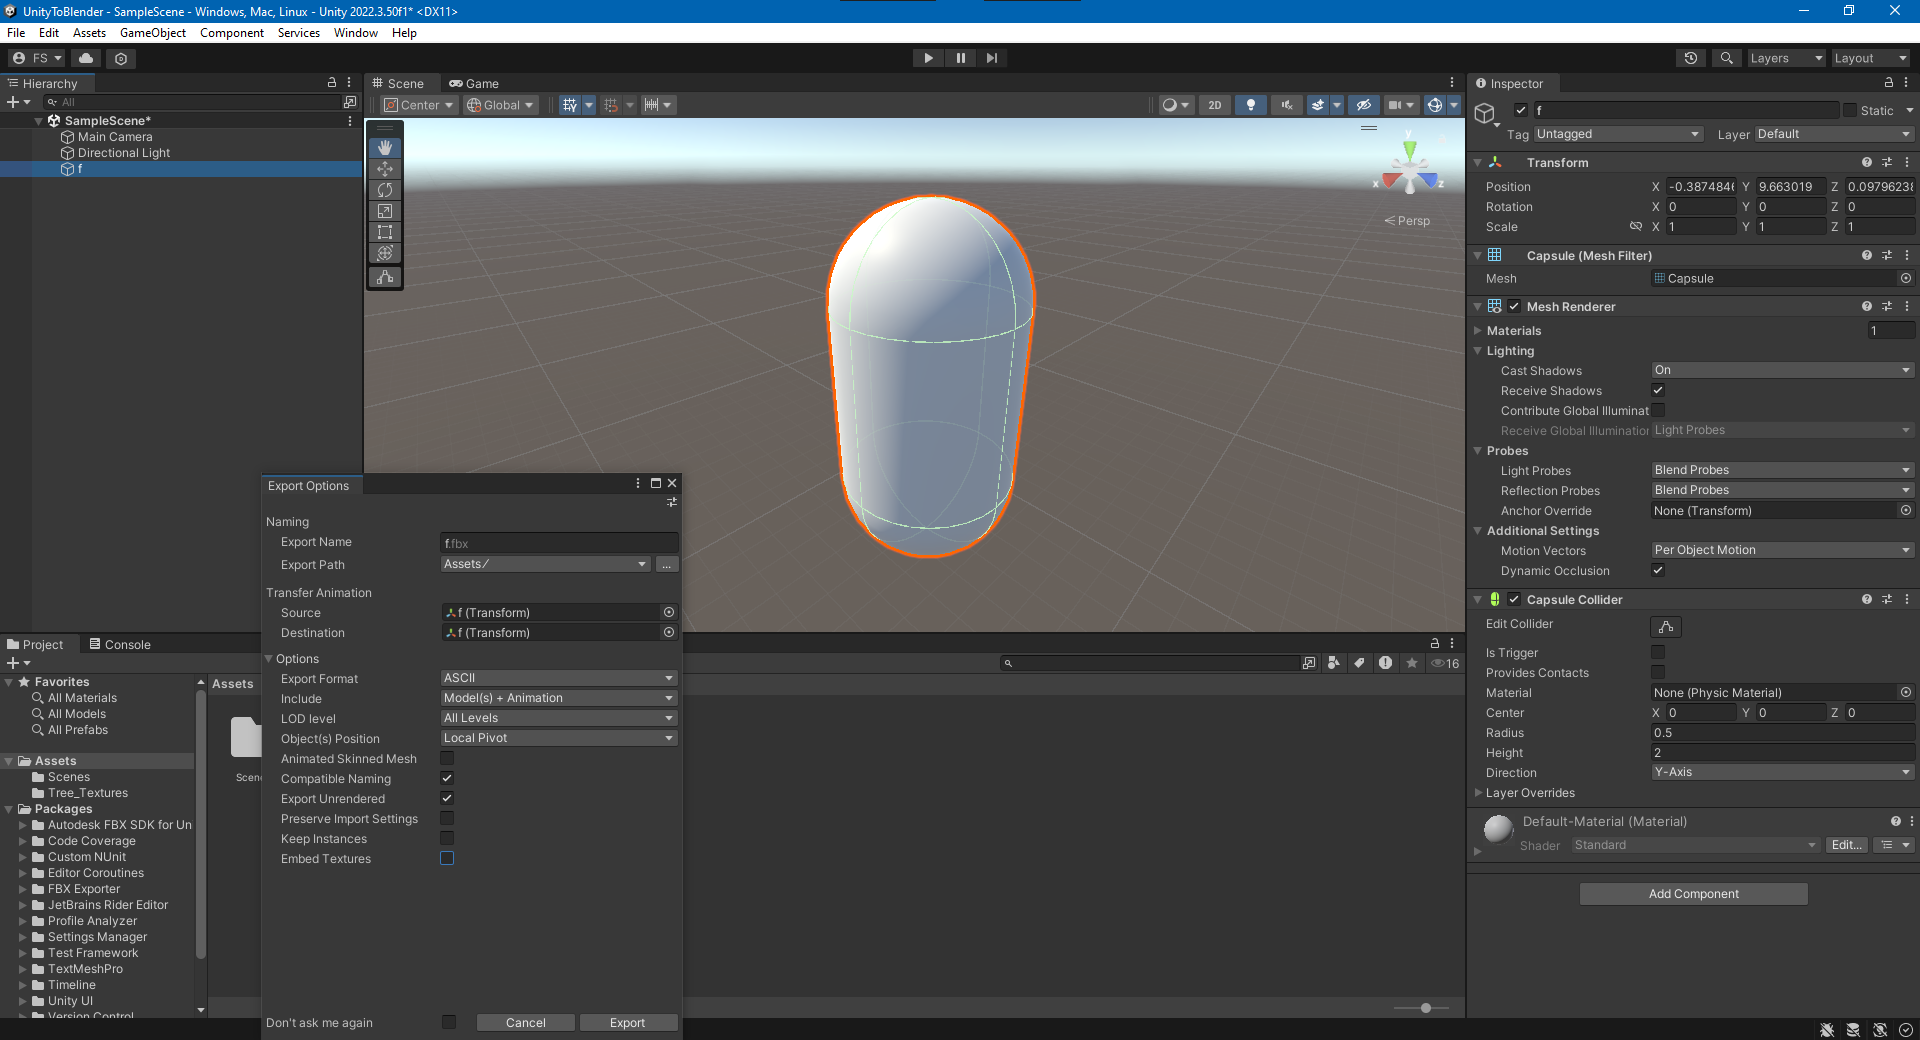 UnityToBlender - SampleScene - Windows, Mac, Linux - Unity 2022.3.50f1* <DX11>
File Edit Assets GameObject Component Services Window Help
FS
Layers Layout
Hierarchy
All
SampleScene*
Main Camera
Directional Light
f
Scene Game
Center Global
2D
y
x z
Persp
Inspector
f Static
Tag Untagged Layer Default
Transform
Position X -0.3874846 Y 9.663019 Z 0.09796238
Rotation X 0 Y 0 Z 0
Scale X 1 Y 1 Z 1
Capsule (Mesh Filter)
Mesh Capsule
Mesh Renderer
Materials 1
Lighting
Cast Shadows On
Receive Shadows
Contribute Global Illuminat
Receive Global Illumination Light Probes
Probes
Light Probes Blend Probes
Reflection Probes Blend Probes
Anchor Override None (Transform)
Additional Settings
Motion Vectors Per Object Motion
Dynamic Occlusion
Capsule Collider
Edit Collider
Is Trigger
Provides Contacts
Material None (Physic Material)
Center X 0 Y 0 Z 0
Radius 0.5
Height 2
Direction Y-Axis
Layer Overrides
Default-Material (Material)
Shader Standard Edit...
Add Component
Export Options
Naming
Export Name f.fbx
Export Path Assets/ ...
Transfer Animation
Source f (Transform)
Destination f (Transform)
Options
Export Format ASCII
Include Model(s) + Animation
LOD level All Levels
Object(s) Position Local Pivot
Animated Skinned Mesh
Compatible Naming
Export Unrendered
Preserve Import Settings
Keep Instances
Embed Textures
Don't ask me again Cancel Export
Project Console
16
Favorites
All Materials
All Models
All Prefabs
Assets
Scenes
Tree_Textures
Packages
Autodesk FBX SDK for Un
Code Coverage
Custom NUnit
Editor Coroutines
FBX Exporter
JetBrains Rider Editor
Profile Analyzer
Settings Manager
Test Framework
TextMeshPro
Timeline
Unity UI
Version Control
Assets
Scen